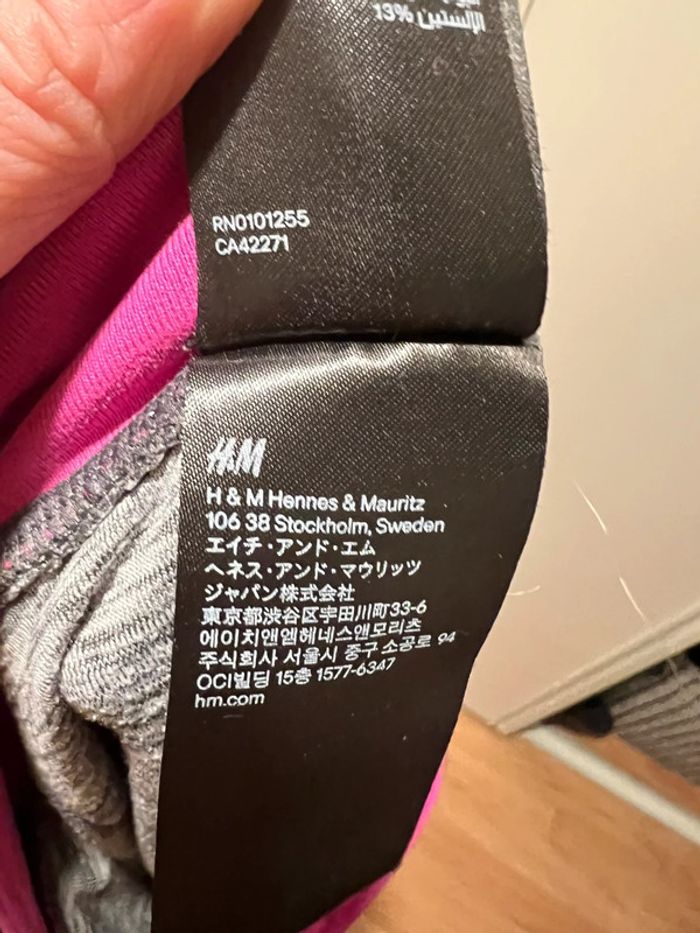 الإلستين 13%
RN0101255
CA42271
H&M
H & M Hennes & Mauritz
106 38 Stockholm, Sweden
エイチ・アンド・エム
ヘネス・アンド・マウリッツ
ジャパン株式会社
東京都渋谷区宇田川町33-6
에이치앤엠헤네스앤모리츠
주식회사 서울시 중구 소공로 94
OCI빌딩 15층 1577-6347
hm.com